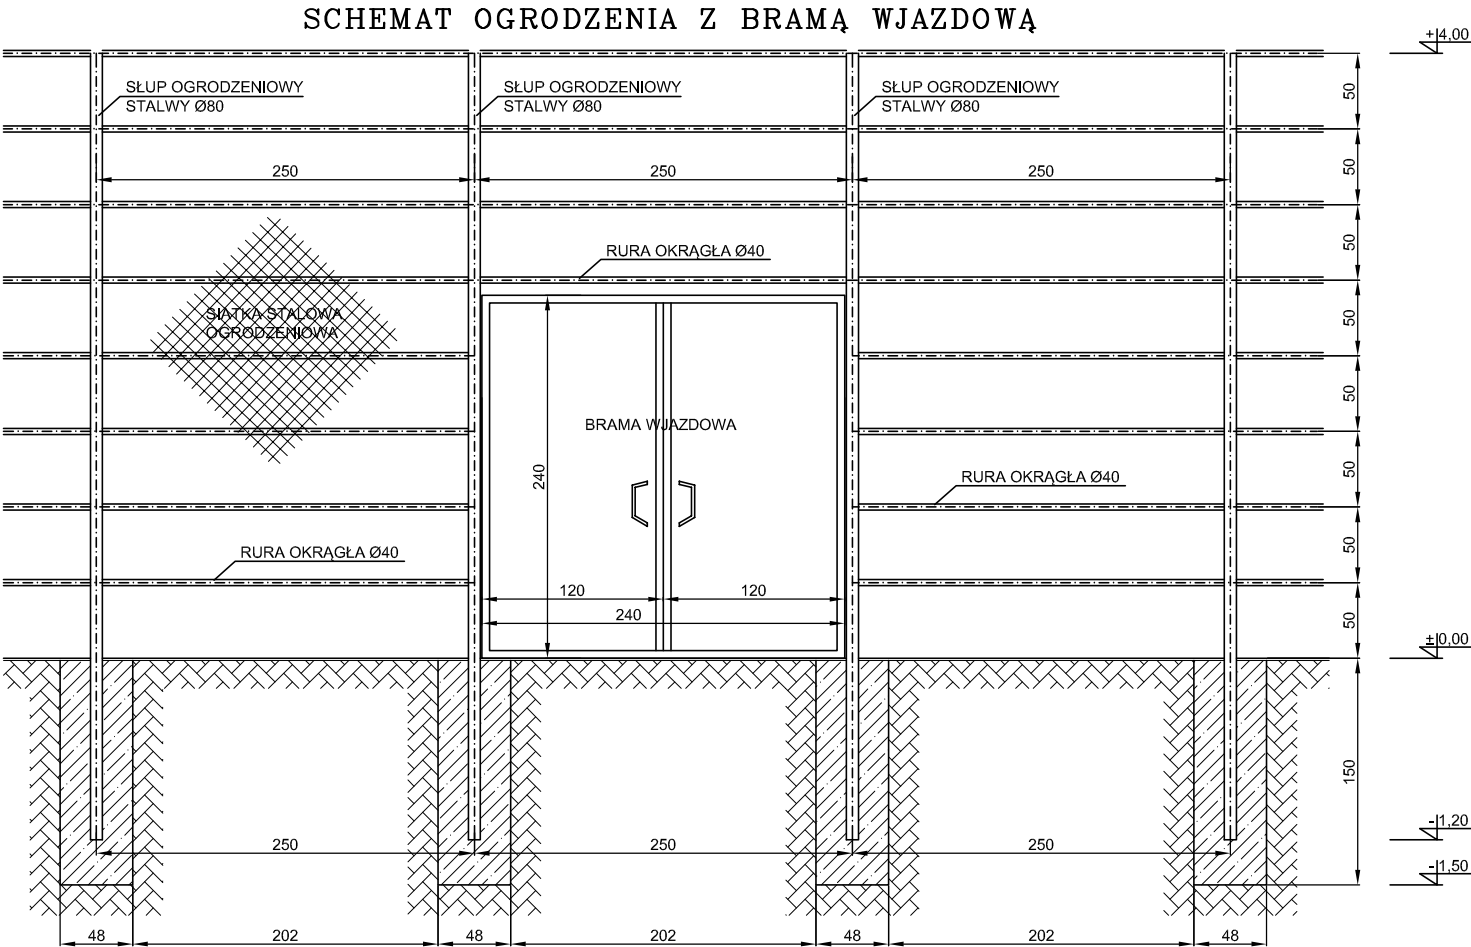 SCHEMAT OGRODZENIA Z BRAMĄ WJAZDOWĄ
+4,00
SŁUP OGRODZENIOWY
STALWY Ø80
SŁUP OGRODZENIOWY
STALWY Ø80
SŁUP OGRODZENIOWY
STALWY Ø80
50
50
250
250
250
50
RURA OKRĄGŁA Ø40
50
SIATKA STALOWA
OGRODZENIOWA
50
BRAMA WJAZDOWA
240
50
RURA OKRĄGŁA Ø40
RURA OKRĄGŁA Ø40
50
120
120
240
50
±0,00
150
-1,20
250
250
250
-1,50
48
202
48
202
48
202
48